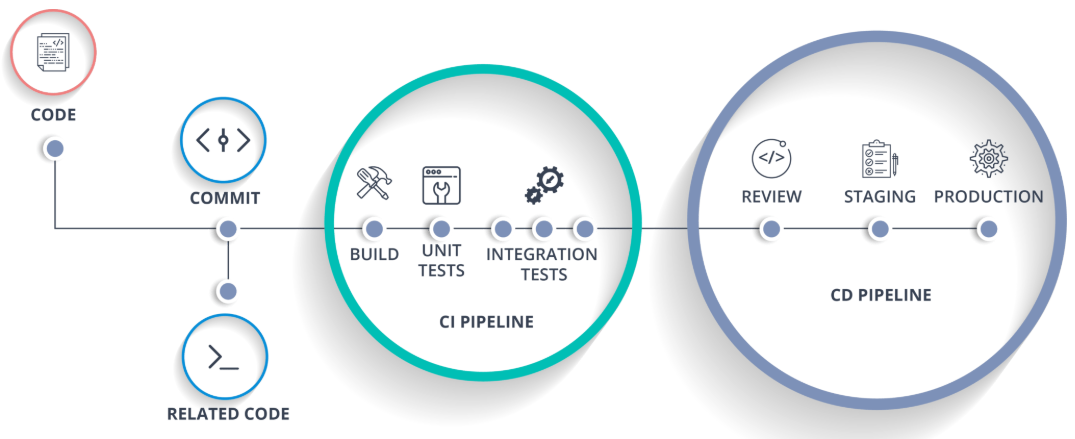 CODE
COMMIT
RELATED CODE
BUILD
UNIT
TESTS
INTEGRATION
TESTS
CI PIPELINE
REVIEW
STAGING
PRODUCTION
CD PIPELINE